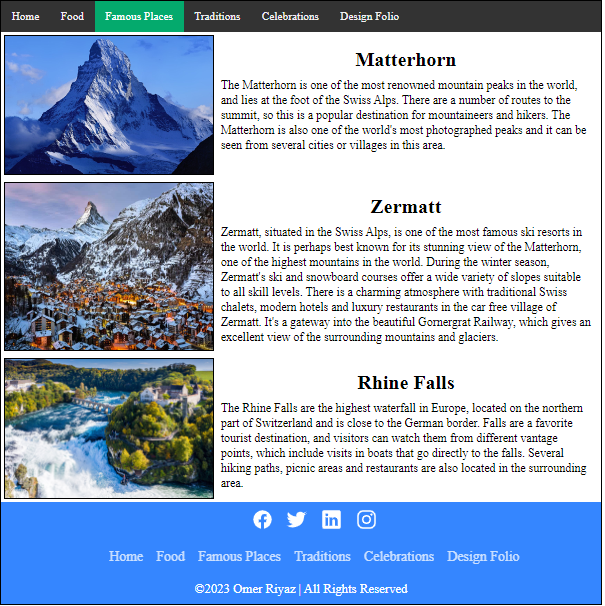 Home Food Famous Places Traditions Celebrations Design Folio
Matterhorn
The Matterhorn is one of the most renowned mountain peaks in the world,
and lies at the foot of the Swiss Alps. There are a number of routes to the
summit, so this is a popular destination for mountaineers and hikers. The
Matterhorn is also one of the world's most photographed peaks and it can be
seen from several cities or villages in this area.
Zermatt
Zermatt, situated in the Swiss Alps, is one of the most famous ski resorts in
the world. It is perhaps best known for its stunning view of the Matterhorn,
one of the highest mountains in the world. During the winter season,
Zermatt's ski and snowboard courses offer a wide variety of slopes suitable
to all skill levels. There is a charming atmosphere with traditional Swiss
chalets, modern hotels and luxury restaurants in the car free village of
Zermatt. It's a gateway into the beautiful Gornergrat Railway, which gives an
excellent view of the surrounding mountains and glaciers.
Rhine Falls
The Rhine Falls are the highest waterfall in Europe, located on the northern
part of Switzerland and is close to the German border. Falls are a favorite
tourist destination, and visitors can watch them from different vantage
points, which include visits in boats that go directly to the falls. Several
hiking paths, picnic areas and restaurants are also located in the surrounding
area.
Home Food Famous Places Traditions Celebrations Design Folio
©2023 Omer Riyaz | All Rights Reserved